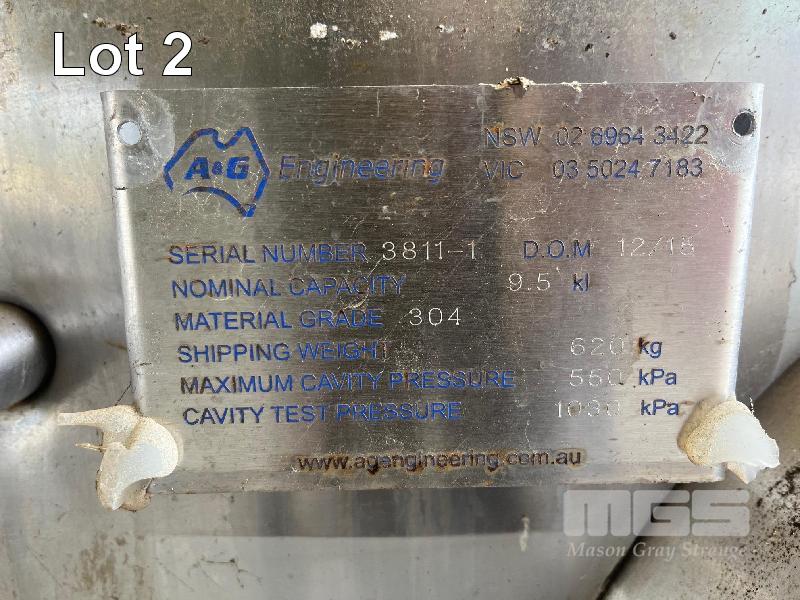 Lot 2
A&G Engineering
NSW 02 6964 3422
VIC 03 5024 7183
SERIAL NUMBER 3811-1 D.O.M 12/15
NOMINAL CAPACITY 9.5 kl
MATERIAL GRADE 304
SHIPPING WEIGHT 620 kg
MAXIMUM CAVITY PRESSURE 550 kPa
CAVITY TEST PRESSURE kPa
www.agengineering.com.au
MGS
Mason Gray Strange